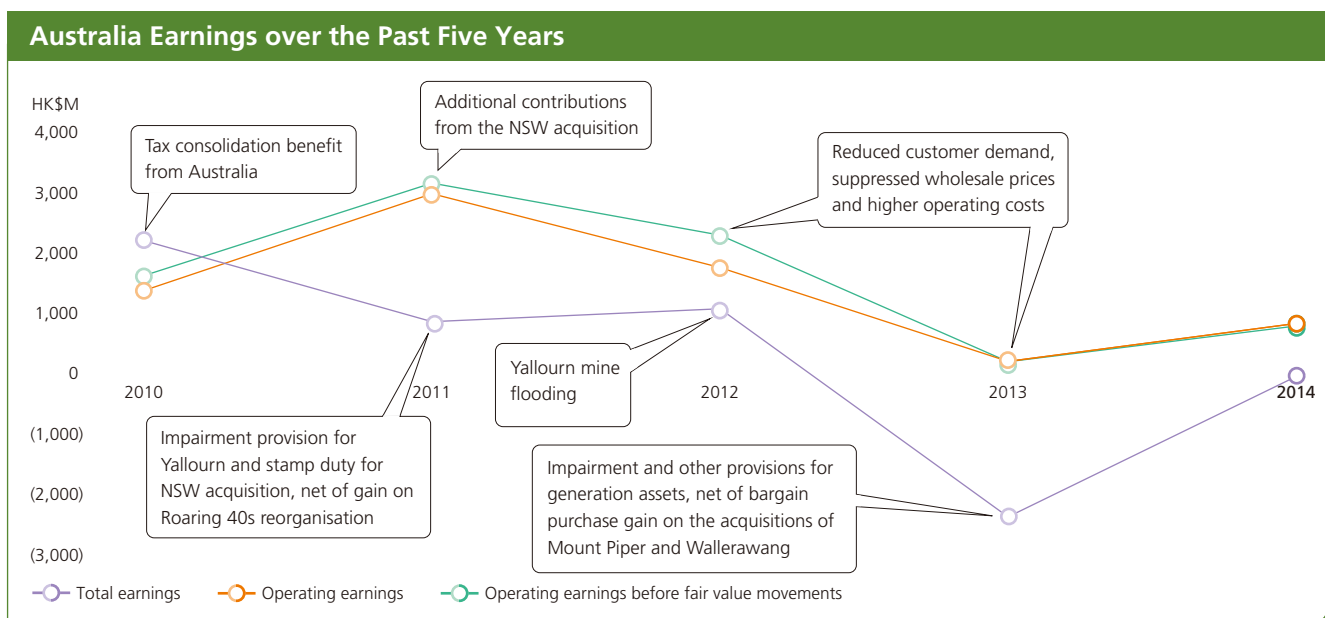 Australia Earnings over the Past Five Years
HK$M
4,000
3,000
2,000
1,000
0
(1,000)
(2,000)
(3,000)
Tax consolidation benefit
from Australia
Additional contributions
from the NSW acquisition
Reduced customer demand,
suppressed wholesale prices
and higher operating costs
Yallourn mine
flooding
2010
2011
2012
2013
2014
Impairment provision for
Yallourn and stamp duty for
NSW acquisition, net of gain on
Roaring 40s reorganisation
Impairment and other provisions for
generation assets, net of bargain
purchase gain on the acquisitions of
Mount Piper and Wallerawang
Total earnings
Operating earnings
Operating earnings before fair value movements